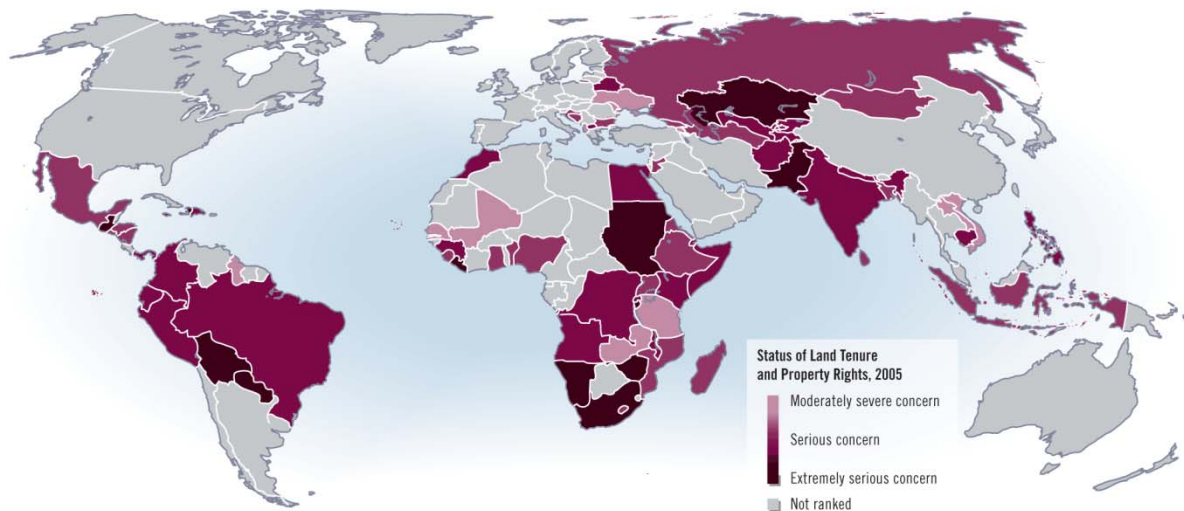 Status of Land Tenure
and Property Rights, 2005
Moderately severe concern
Serious concern
Extremely serious concern
Not ranked